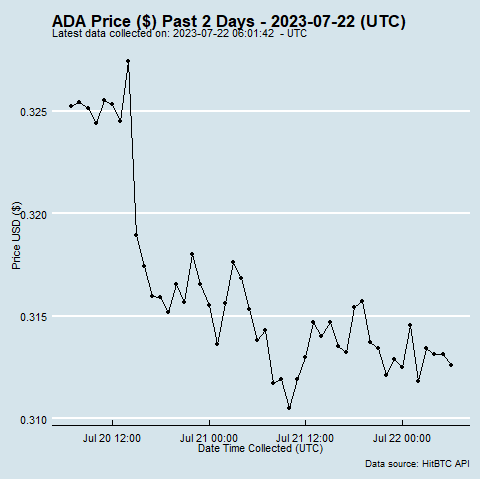 ADA Price ($) Past 2 Days - 2023-07-22 (UTC)
Latest data collected on: 2023-07-22 06:01:42  - UTC
0.325
0.320
0.315
0.310
Price USD ($)
Jul 20 12:00
Jul 21 00:00
Jul 21 12:00
Jul 22 00:00
Date Time Collected (UTC)
Data source: HitBTC API